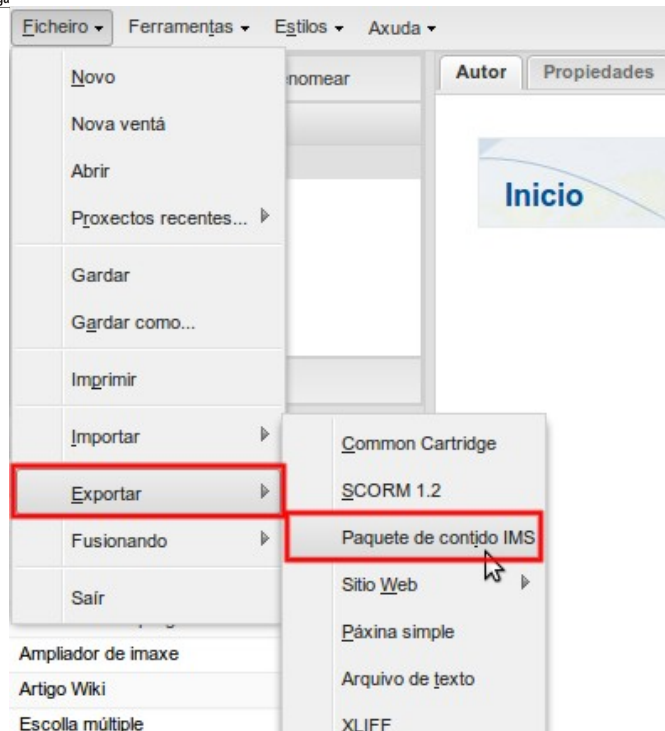 Ficheiro Ferramentas Estilos Axuda
Novo
enomear
Autor Propiedades
Nova ventá
Abrir
Inicio
Proxectos recentes...
Gardar
Gardar como...
Imprimir
Importar
Common Cartridge
Exportar
SCORM 1.2
Fusionando
Paquete de contido IMS
Sitio Web
Saír
Páxina simple
Ampliador de imaxe
Arquivo de texto
Artigo Wiki
Escolla múltiple
XLIFF